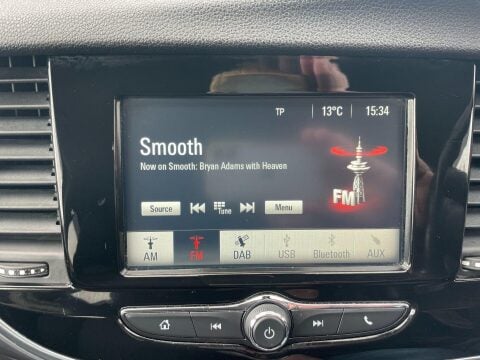 TP 13°C 15:34
Smooth
Now on Smooth: Bryan Adams with Heaven
FM
Source Tune Menu
AM FM DAB USB Bluetooth AUX